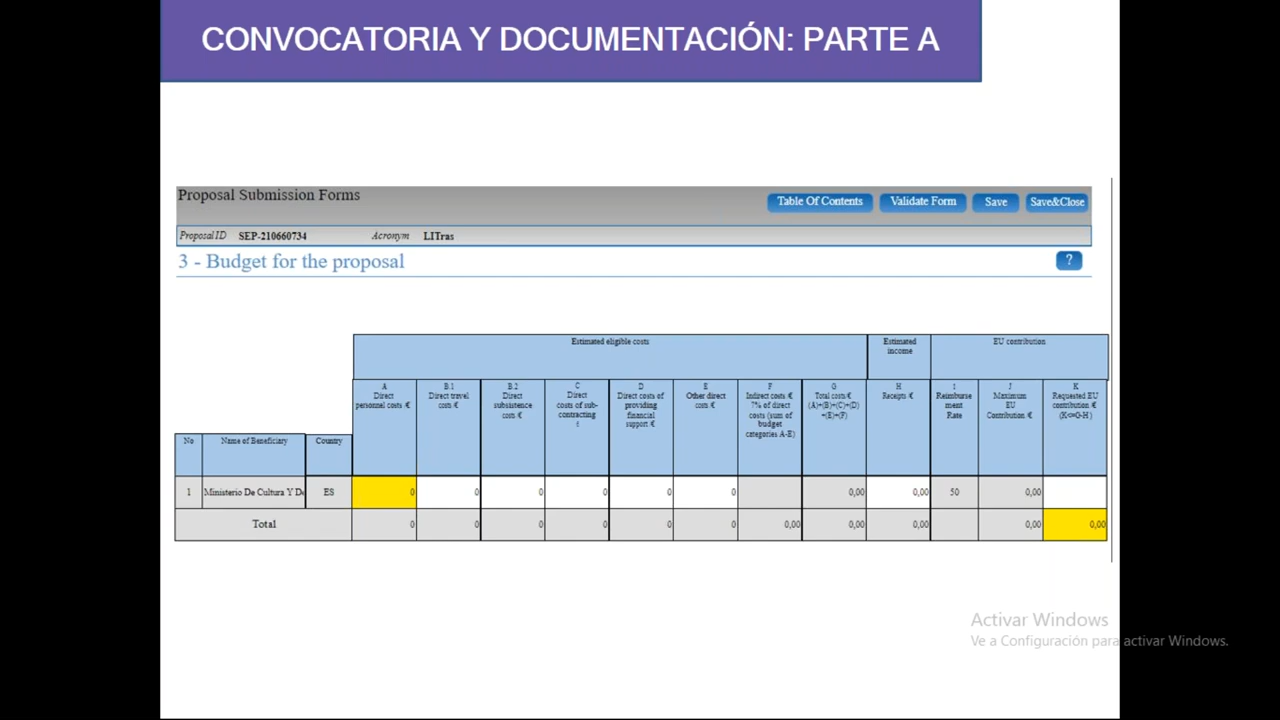 CONVOCATORIA Y DOCUMENTACIÓN: PARTE A
Proposal Submission Forms
Table Of Contents
Validate Form
Save
Save&Close
Proposal ID SEP-210660734 Acronym LITras
3 - Budget for the proposal
?
Estimated eligible costs
Estimated
income
EU contribution
A
Direct
personnel costs €
B.1
Direct travel
costs €
B.2
Direct
subsistence
costs €
C
Direct
costs of sub-
contracting
€
D
Direct costs of
providing
financial
support €
E
Other direct
costs €
F
Indirect costs €
7% of direct
costs (sum of
budget
categories A-E)
G
Total costs €
(A)+(B)+(C)+(D)
+(E)+(F)
H
Receipts €
I
Reimburse
ment
Rate
J
Maximum
EU
Contribution €
K
Requested EU
contribution €
(K<=G-H)
No
Name of Beneficiary
Country
1 Ministerio De Cultura Y De ES 0 0 0 0 0 0 0,00 0,00 50 0,00
Total 0 0 0 0 0 0 0,00 0,00 0,00 0,00 0,00
Activar Windows
Ve a Configuración para activar Windows.